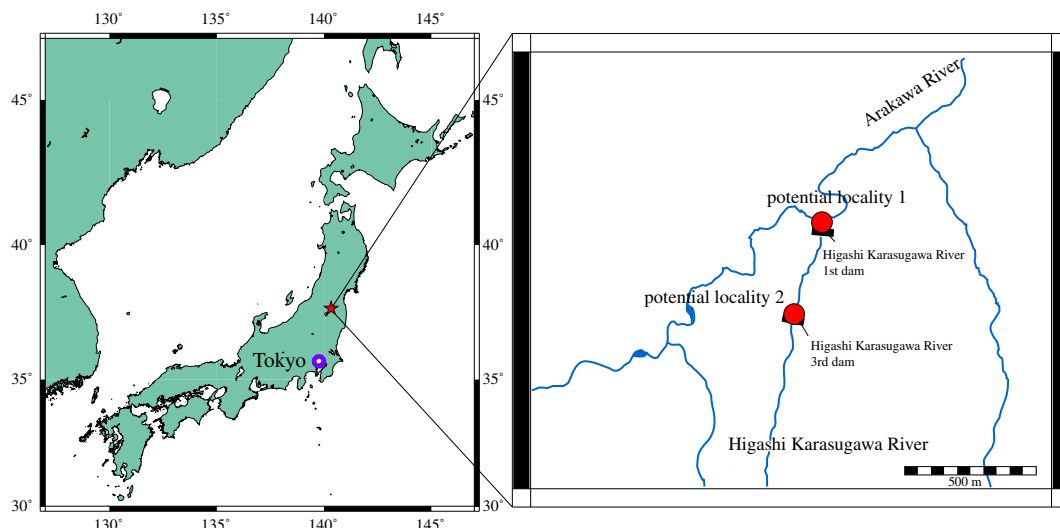 130˚
135˚
140˚
145˚
45˚
45˚
40˚
40˚
35˚
35˚
30˚
30˚
130˚
135˚
140˚
145˚
Tokyo
Arakawa River
potential locality 1
Higashi Karasugawa River
1st dam
potential locality 2
Higashi Karasugawa River
3rd dam
Higashi Karasugawa River
500 m